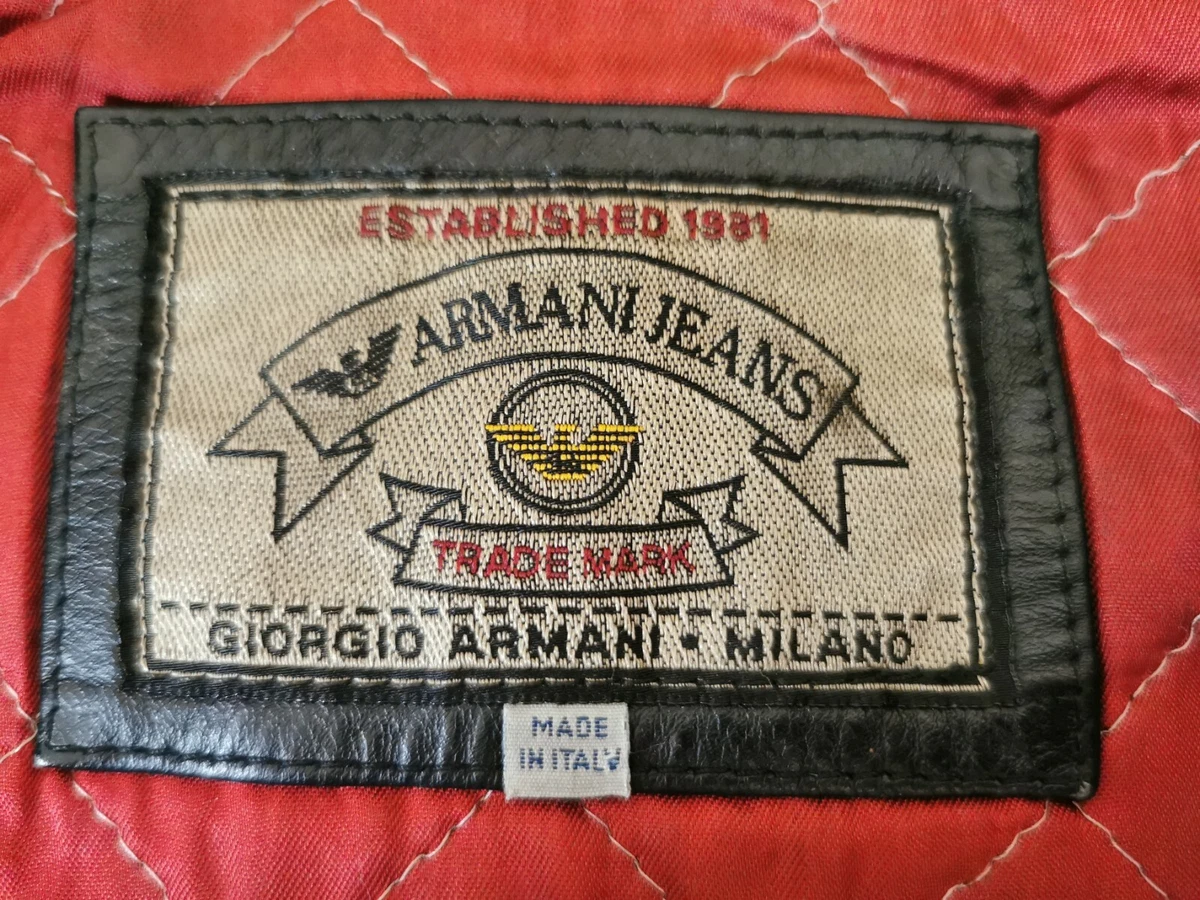 ESTABLISHED 1981
ARMANI JEANS
TRADE MARK
GIORGIO ARMANI • MILANO
MADE
IN ITALY